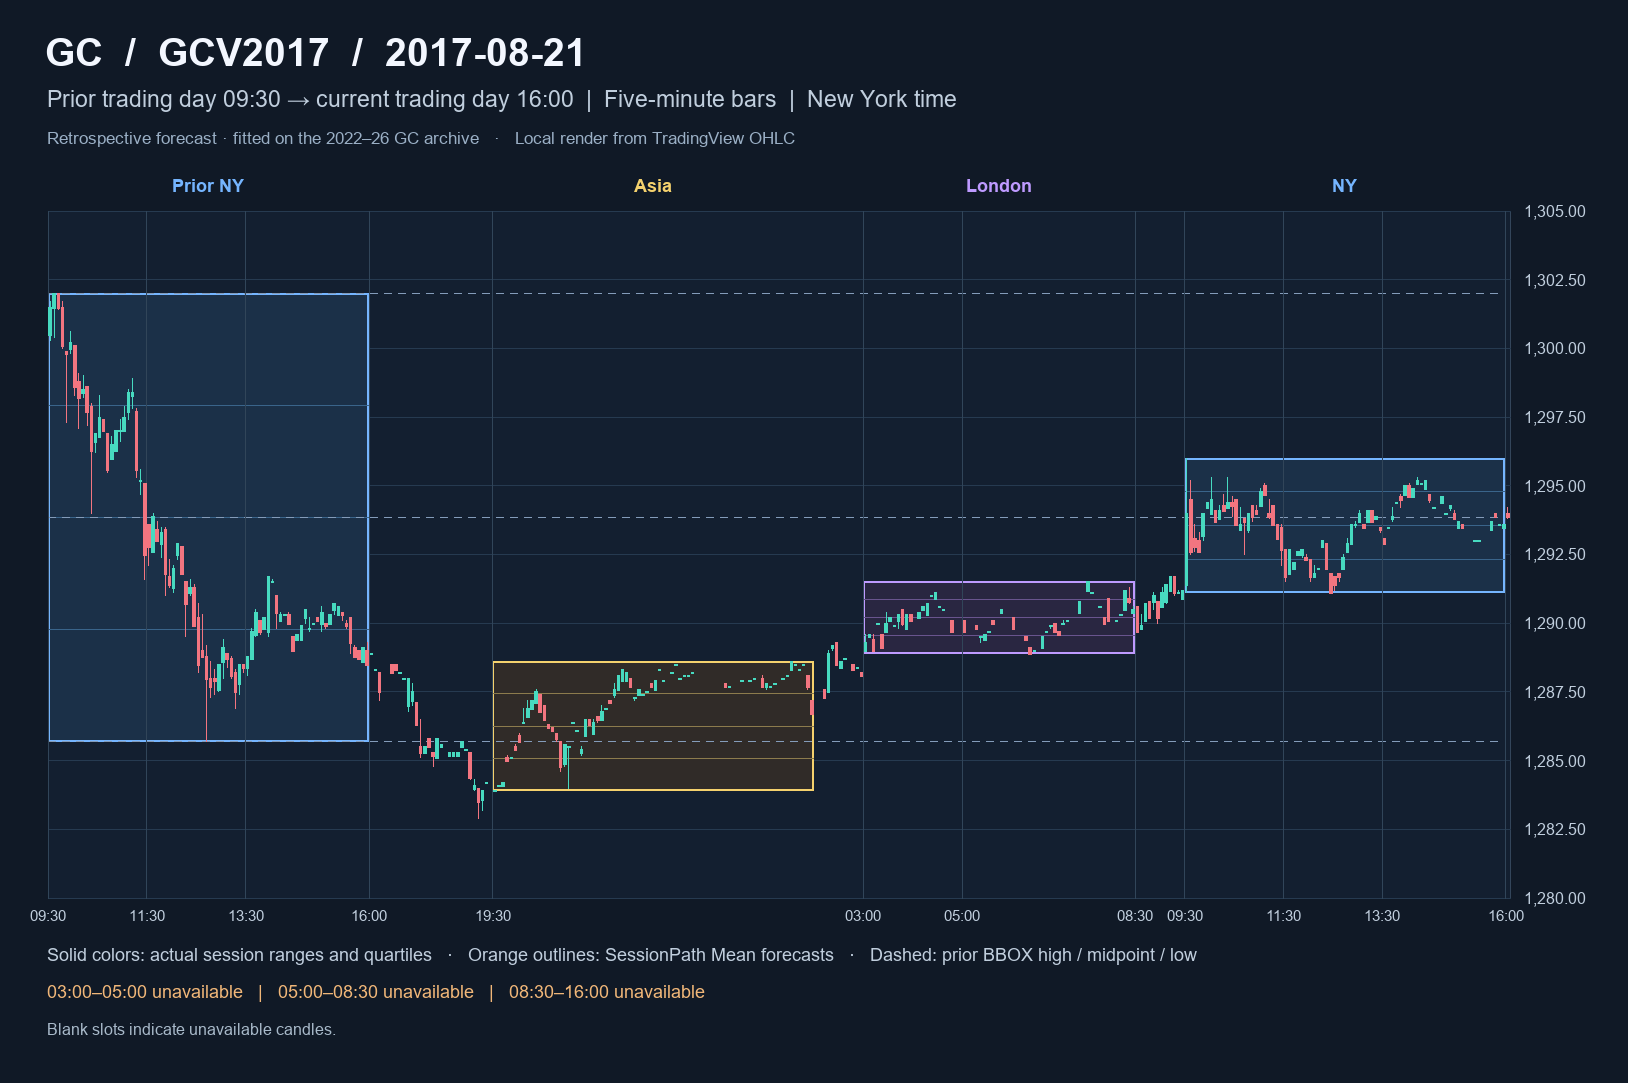 GC / GCV2017 / 2017-08-21
Prior trading day 09:30 → current trading day 16:00 | Five-minute bars | New York time
Retrospective forecast · fitted on the 2022–26 GC archive · Local render from TradingView OHLC
Prior NY Asia London NY
1,305.00
1,302.50
1,300.00
1,297.50
1,295.00
1,292.50
1,290.00
1,287.50
1,285.00
1,282.50
1,280.00
09:30 11:30 13:30 16:00 19:30 03:00 05:00 08:30 09:30 11:30 13:30 16:00
Solid colors: actual session ranges and quartiles · Orange outlines: SessionPath Mean forecasts · Dashed: prior BBOX high / midpoint / low
03:00–05:00 unavailable | 05:00–08:30 unavailable | 08:30–16:00 unavailable
Blank slots indicate unavailable candles.